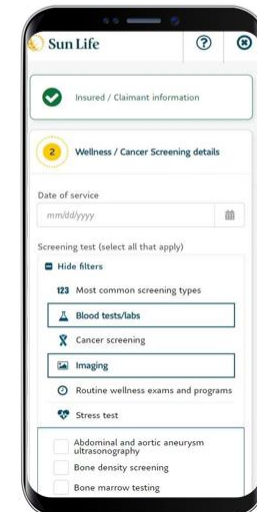 Sun Life
?
Insured / Claimant information
2 Wellness / Cancer Screening details
Date of service
mm/dd/yyyy
Screening test (select all that apply)
Hide filters
123 Most common screening types
Blood tests/labs
Cancer screening
Imaging
Routine wellness exams and programs
Stress test
Abdominal and aortic aneurysm
ultrasonography
Bone density screening
Bone marrow testing